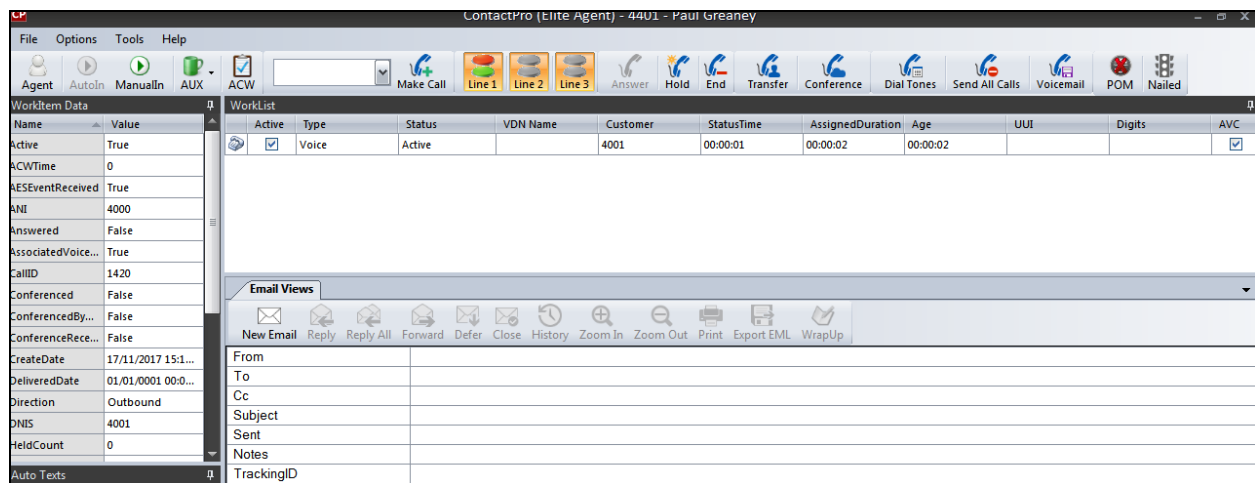 CP ContactPro (Elite Agent) - 4401 - Paul Greaney
File Options Tools Help
Agent AutoIn ManualIn AUX ACW Make Call Line 1 Line 2 Line 3 Answer Hold End Transfer Conference Dial Tones Send All Calls Voicemail POM Nailed
WorkItem Data
Name Value
Active True
ACWTime 0
AESEventReceived True
ANI 4000
Answered False
AssociatedVoice... True
CallID 1420
Conferenced False
ConferencedBy... False
ConferenceRece... False
CreateDate 17/11/2017 15:1...
DeliveredDate 01/01/0001 00:0...
Direction Outbound
DNIS 4001
HeldCount 0
Auto Texts
WorkList
Active Type Status VDN Name Customer StatusTime AssignedDuration Age UUI Digits AVC
Voice Active 4001 00:00:01 00:00:02 00:00:02
Email Views
New Email Reply Reply All Forward Defer Close History Zoom In Zoom Out Print Export EML WrapUp
From
To
Cc
Subject
Sent
Notes
TrackingID